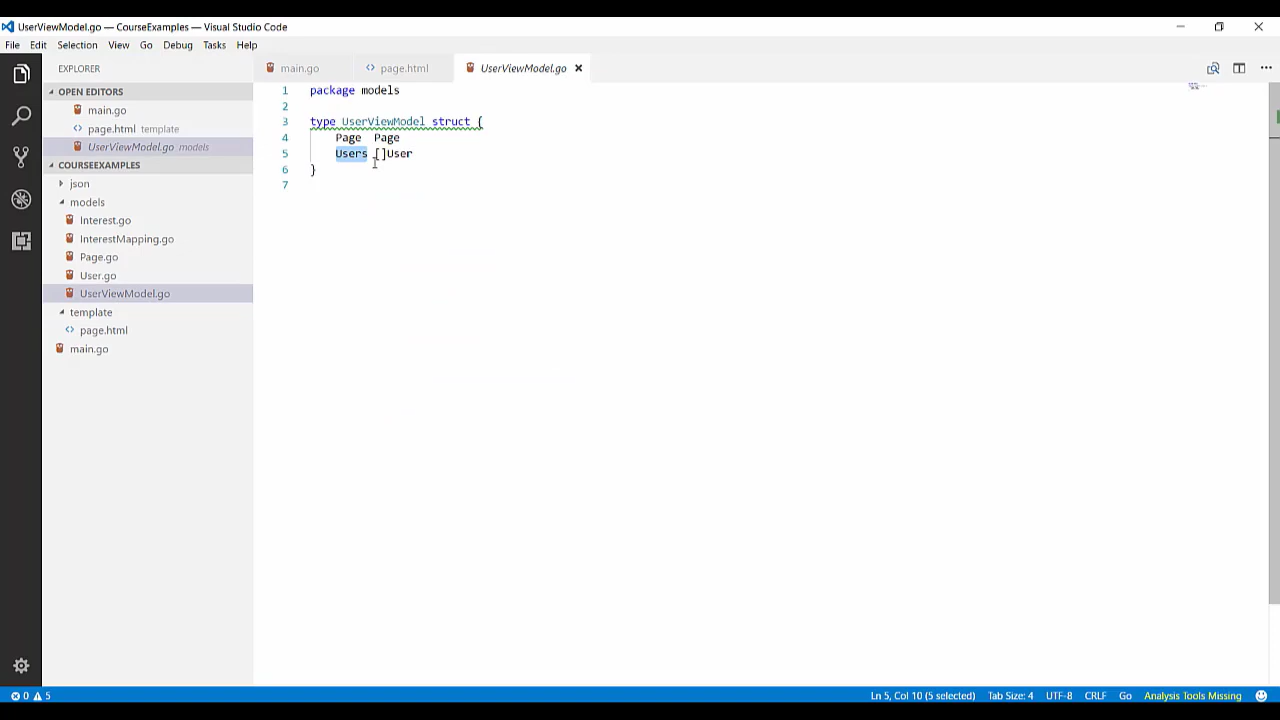 UserViewModel.go — CourseExamples — Visual Studio Code
File Edit Selection View Go Debug Tasks Help
EXPLORER
OPEN EDITORS
main.go
page.html template
UserViewModel.go models
COURSEEXAMPLES
json
models
Interest.go
InterestMapping.go
Page.go
User.go
UserViewModel.go
template
page.html
main.go
main.go page.html UserViewModel.go
1 package models
2
3 type UserViewModel struct {
4 Page Page
5 Users []User
6 }
7
0 5 Ln 5, Col 10 (5 selected) Tab Size: 4 UTF-8 CRLF Go Analysis Tools Missing